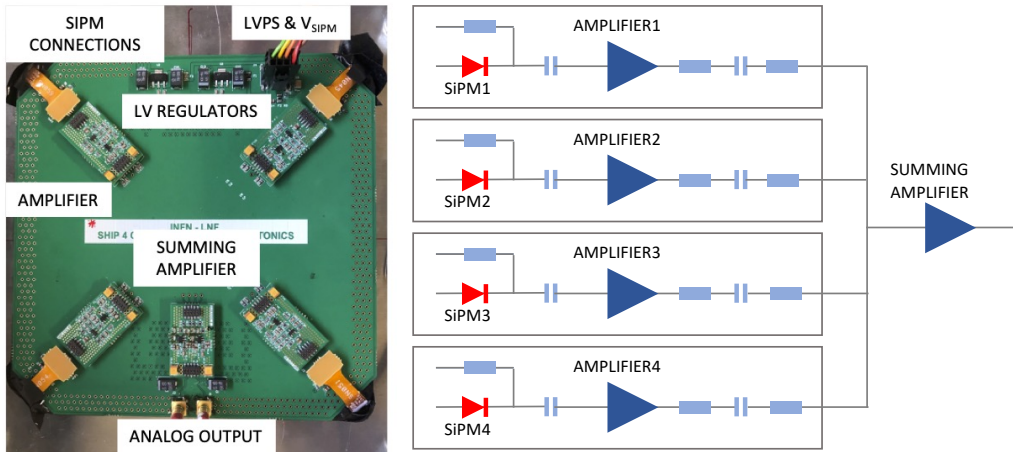 SIPM
CONNECTIONS
LVPS & VSIPM
LV REGULATORS
AMPLIFIER
INFN - LNF
SHIP 4 C
ONICS
SUMMING
AMPLIFIER
ANALOG OUTPUT
AMPLIFIER1
SiPM1
AMPLIFIER2
SiPM2
AMPLIFIER3
SiPM3
AMPLIFIER4
SiPM4
SUMMING
AMPLIFIER